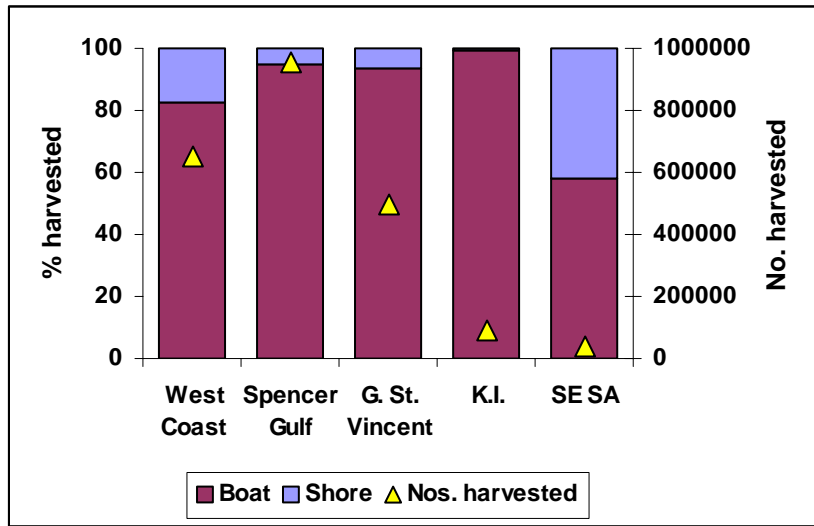 % harvested
100
80
60
40
20
0
1000000
800000
600000
400000
200000
0
No. harvested
West Coast
Spencer Gulf
G. St. Vincent
K.I.
SE SA
Boat Shore Nos. harvested